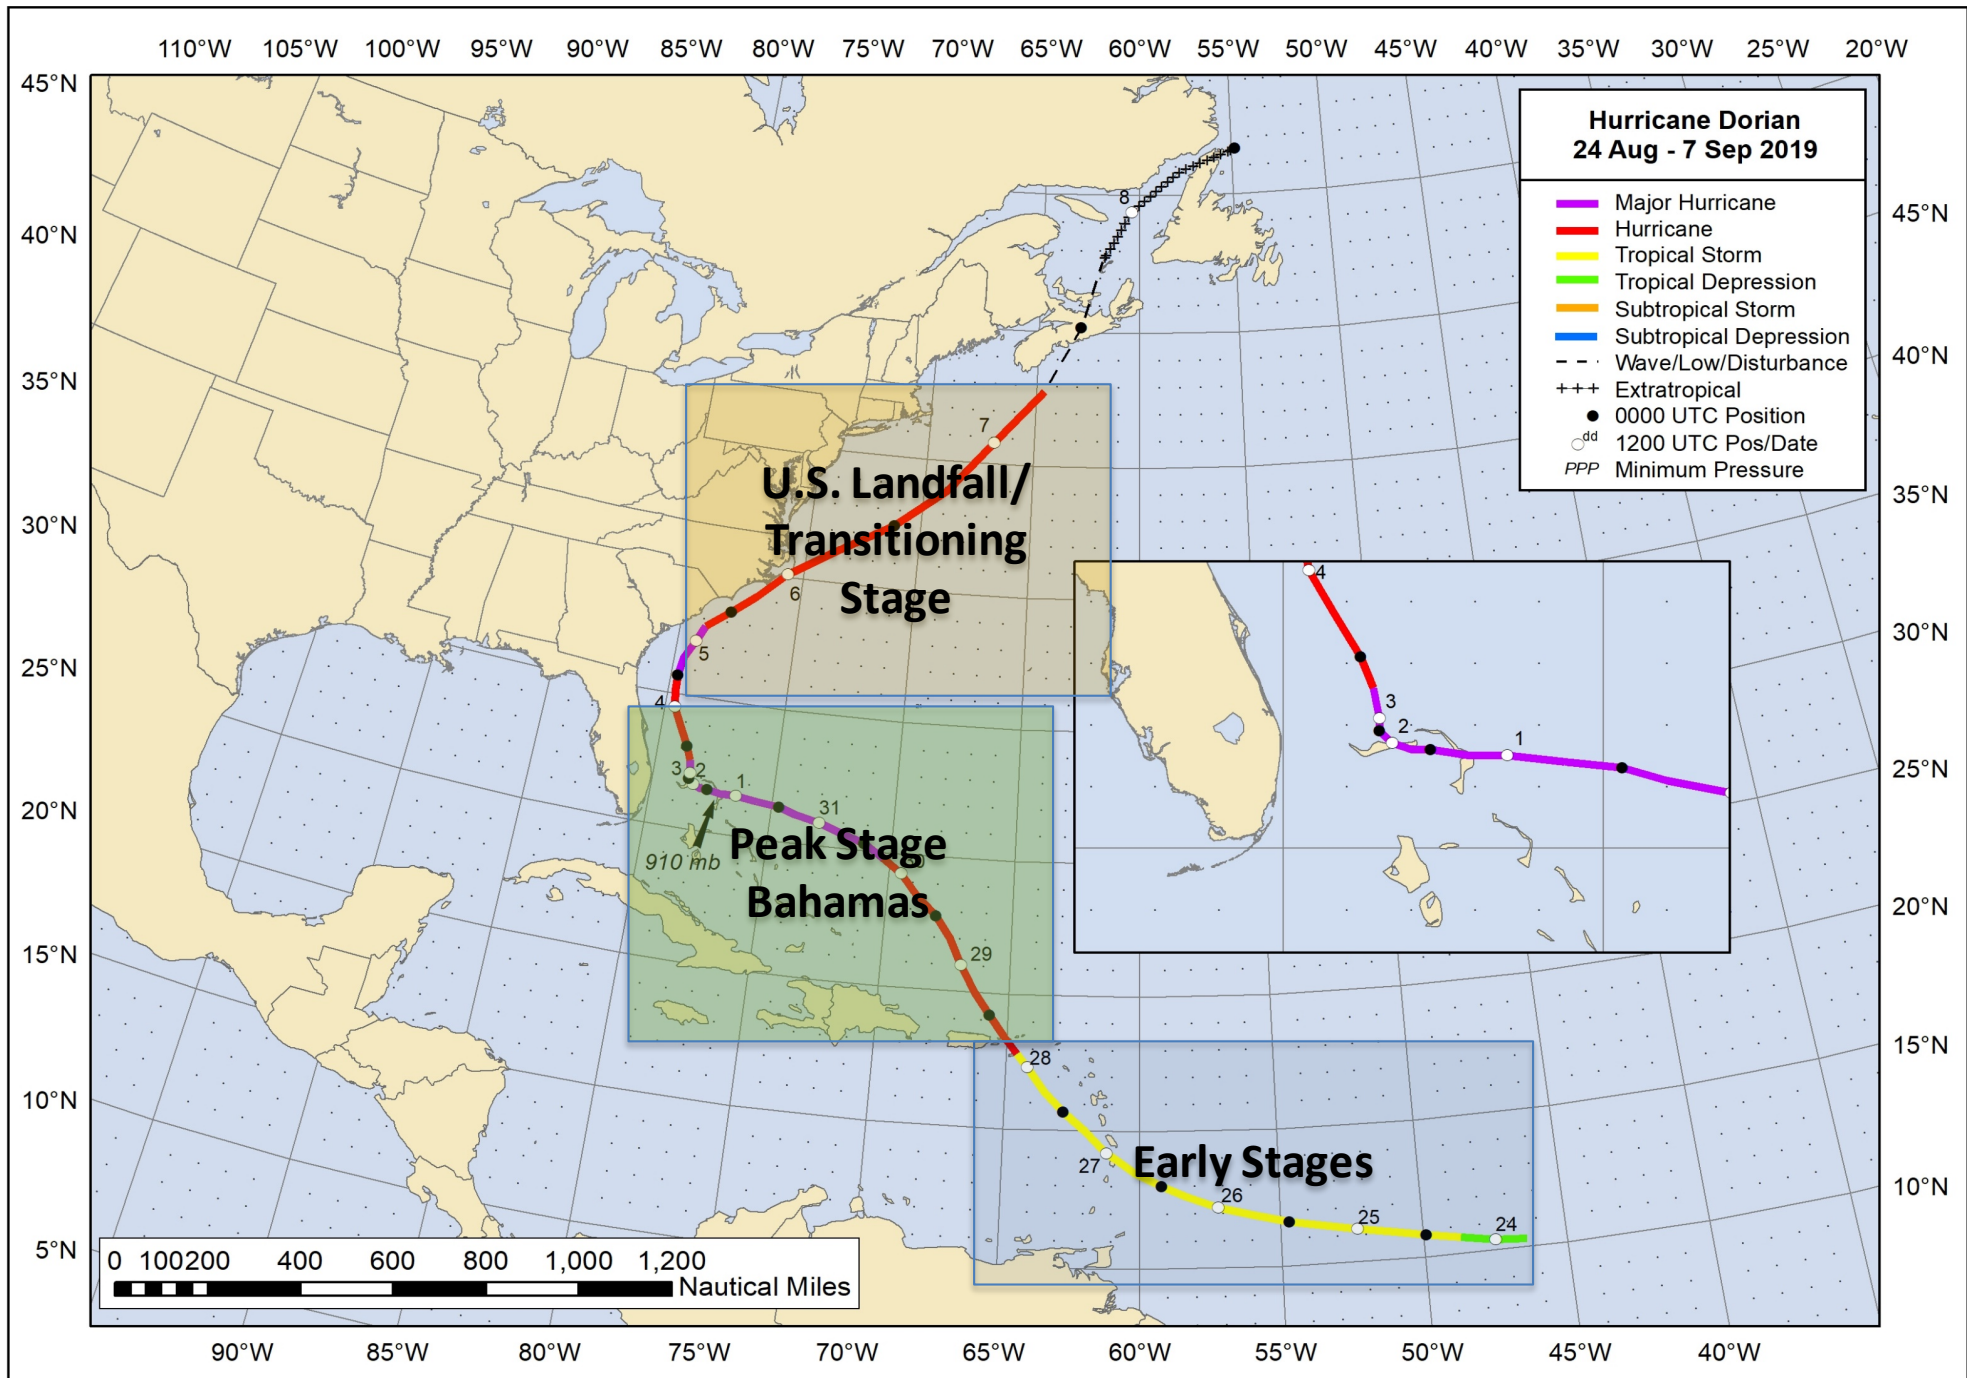 110°W 105°W 100°W 95°W 90°W 85°W 80°W 75°W 70°W 65°W 60°W 55°W 50°W 45°W 40°W 35°W 30°W 25°W 20°W
45°N
40°N
35°N
30°N
25°N
20°N
15°N
10°N
5°N
Hurricane Dorian
24 Aug - 7 Sep 2019
Major Hurricane
Hurricane
Tropical Storm
Tropical Depression
Subtropical Storm
Subtropical Depression
Wave/Low/Disturbance
+++ Extratropical
0000 UTC Position
dd 1200 UTC Pos/Date
PPP Minimum Pressure
45°N
40°N
35°N
30°N
25°N
20°N
15°N
10°N
8
7
U.S. Landfall/
Transitioning
Stage
6
5
4
3 2 1
31
910 mb
Peak Stage
Bahamas
29
28
27
Early Stages
26
25
24
4
3
2
1
0 100 200 400 600 800 1,000 1,200
Nautical Miles
90°W 85°W 80°W 75°W 70°W 65°W 60°W 55°W 50°W 45°W 40°W